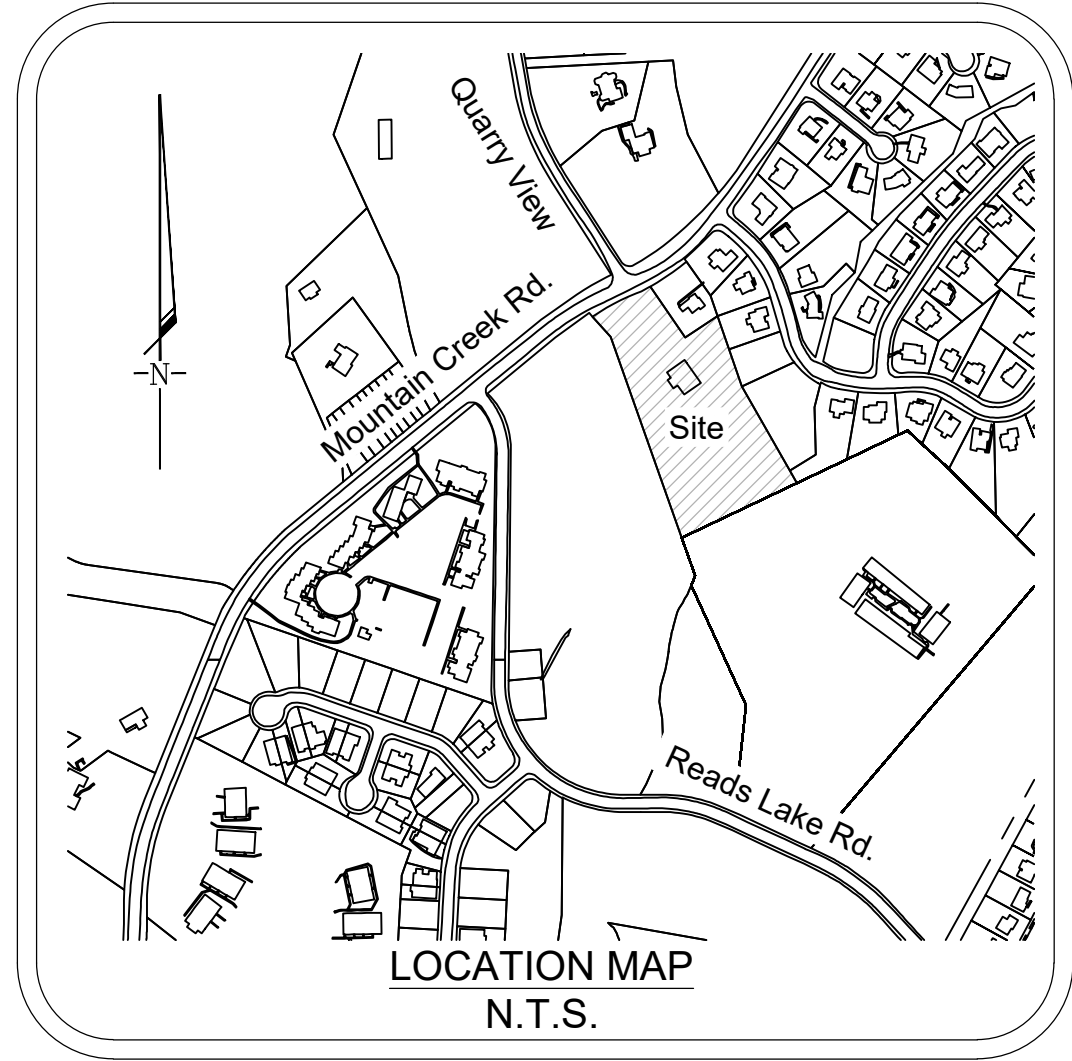 Quarry View
Mountain Creek Rd.
-N-
Site
Reads Lake Rd.
LOCATION MAP
N.T.S.